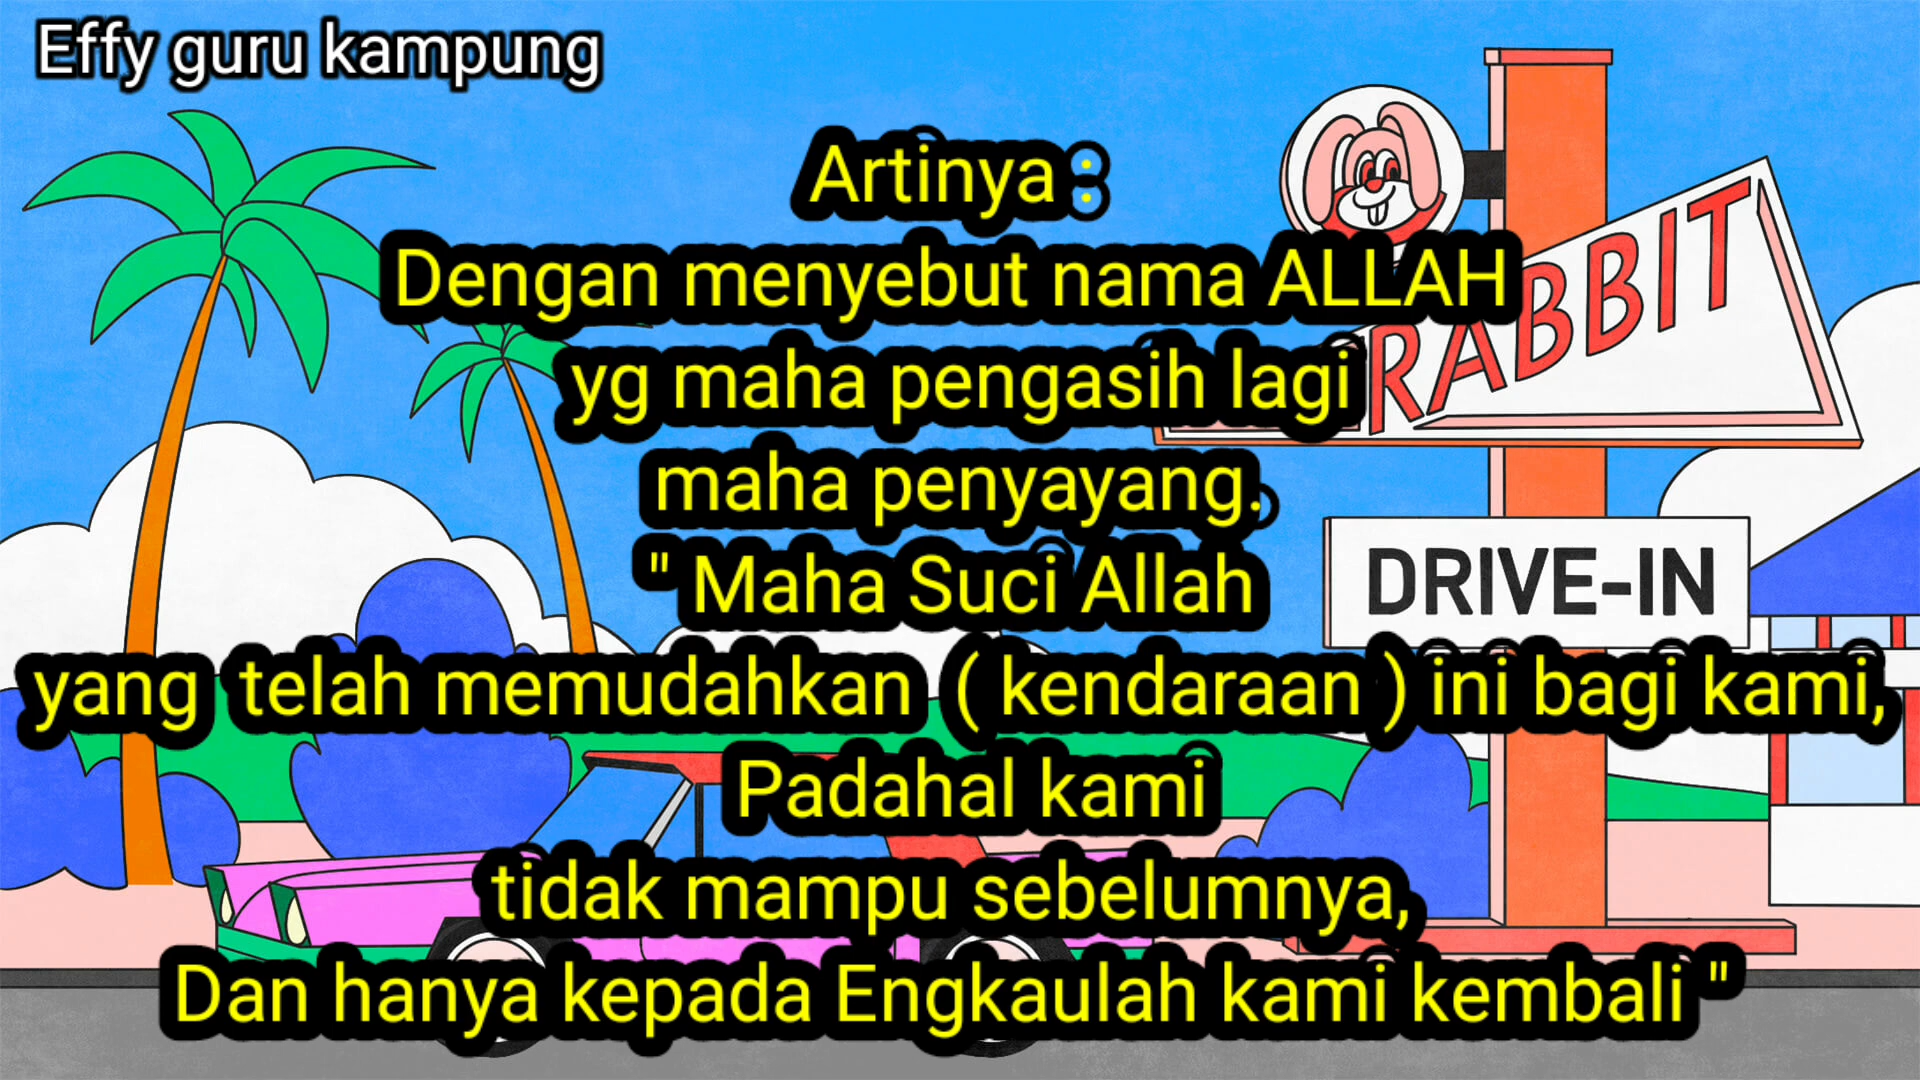 Effy guru kampung
Artinya :
Dengan menyebut nama ALLAH
yg maha pengasih lagi
maha penyayang.
" Maha Suci Allah
yang telah memudahkan ( kendaraan ) ini bagi kami,
Padahal kami
tidak mampu sebelumnya,
Dan hanya kepada Engkaulah kami kembali "
RABBIT
DRIVE-IN